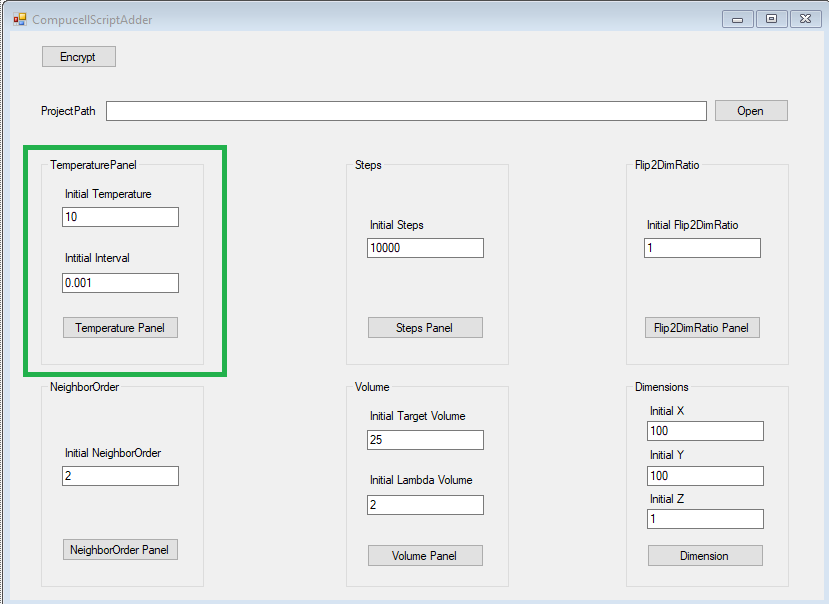 CompucellScriptAdder
Encrypt
ProjectPath
Open
TemperaturePanel
Initial Temperature
10
Intitial Interval
0.001
Temperature Panel
Steps
Initial Steps
10000
Steps Panel
Flip2DimRatio
Initial Flip2DimRatio
1
Flip2DimRatio Panel
NeighborOrder
Initial NeighborOrder
2
NeighborOrder Panel
Volume
Initial Target Volume
25
Initial Lambda Volume
2
Volume Panel
Dimensions
Initial X
100
Initial Y
100
Initial Z
1
Dimension